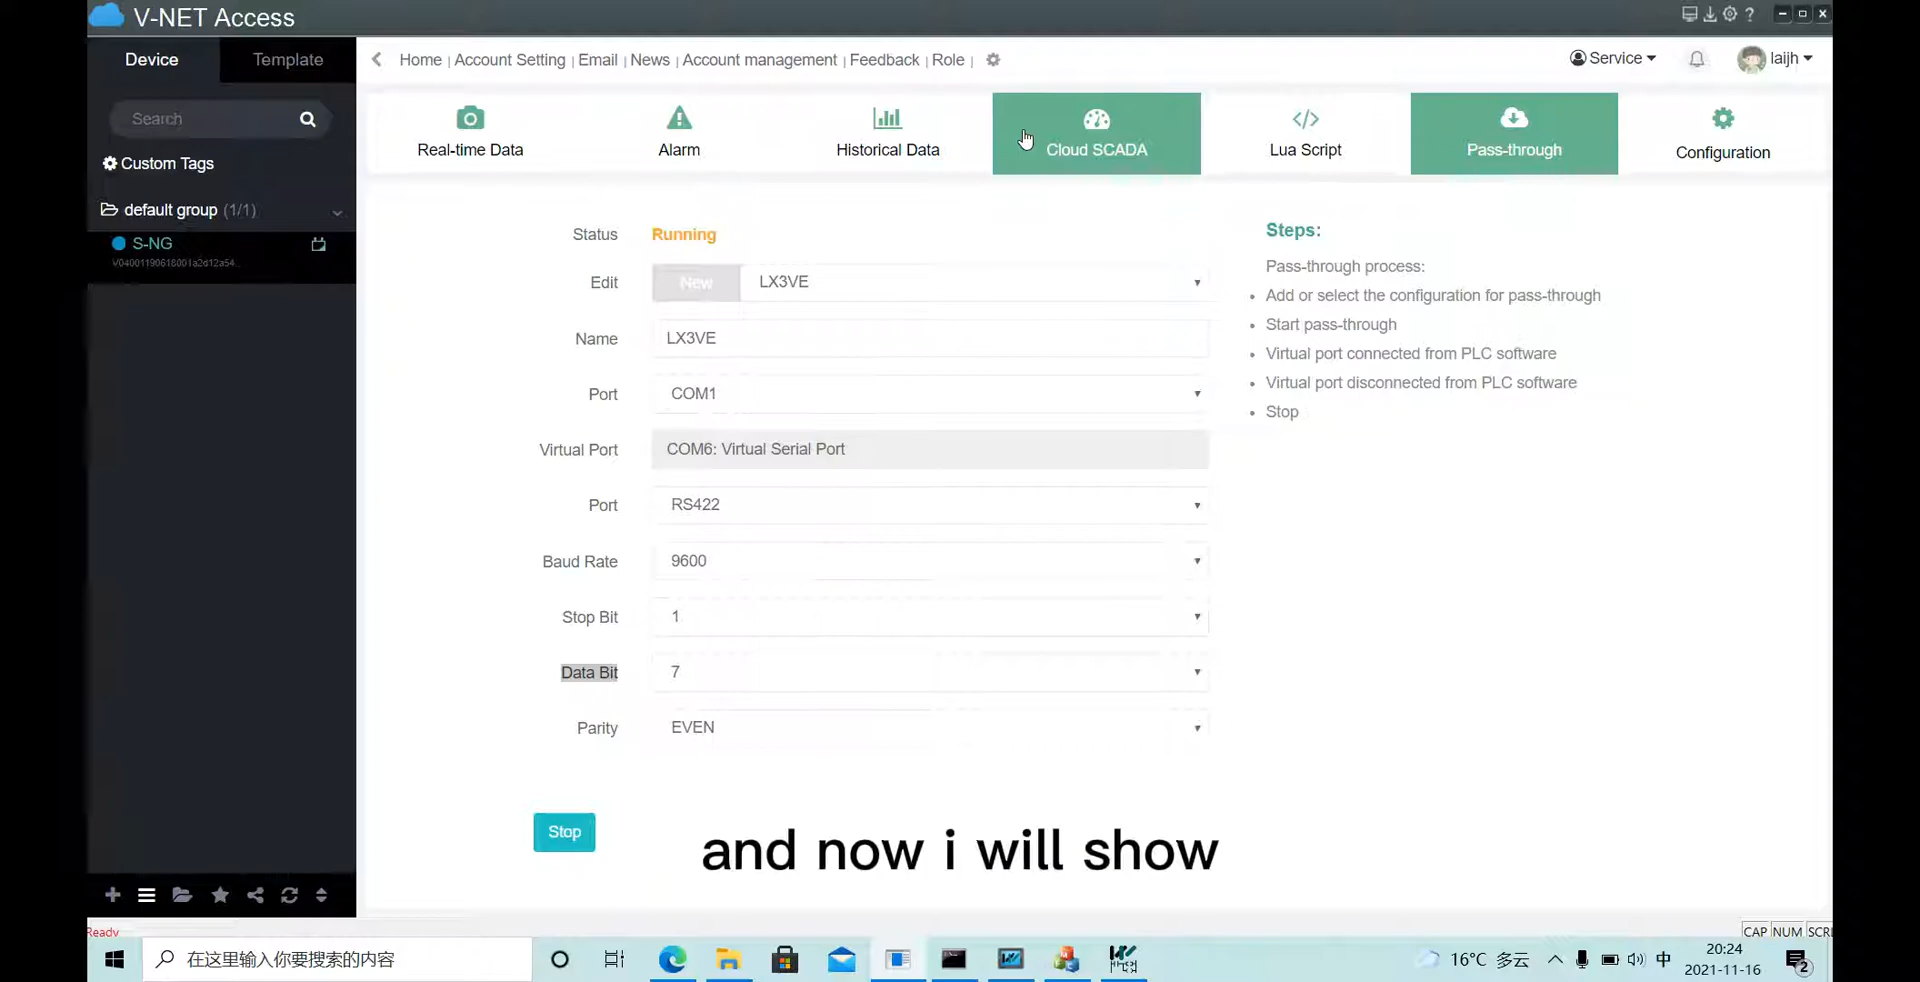 V-NET Access
Device
Template
Home | Account Setting | Email | News | Account management | Feedback | Role |
Service
laijh
Search
Custom Tags
default group (1/1)
S-NG
V04001190618001a2d12a54...
Real-time Data
Alarm
Historical Data
Cloud SCADA
Lua Script
Pass-through
Configuration
Status
Running
Edit
New
LX3VE
Name
LX3VE
Port
COM1
Virtual Port
COM6: Virtual Serial Port
Port
RS422
Baud Rate
9600
Stop Bit
1
Data Bit
7
Parity
EVEN
Steps:
Pass-through process:
• Add or select the configuration for pass-through
• Start pass-through
• Virtual port connected from PLC software
• Virtual port disconnected from PLC software
• Stop
Stop
and now i will show
Ready
CAP NUM SCRL
在这里输入你要搜索的内容
16°C 多云
中
20:24
2021-11-16
2